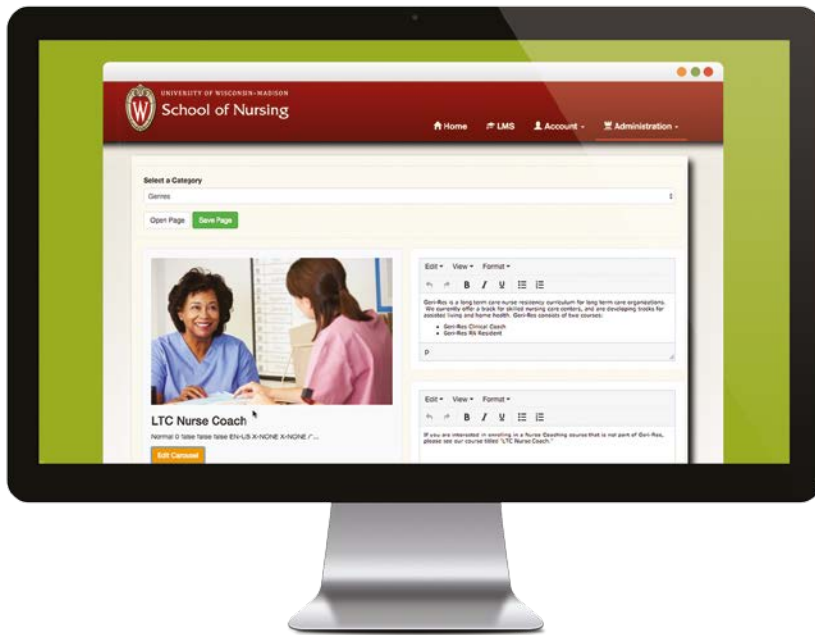 UNIVERSITY OF WISCONSIN-MADISON
School of Nursing
Home LMS Account Administration
Select a Category
Genres
Open Page Save Page
Edit View Format
B I U
Geri-Res is a long term care nurse residency curriculum for long term care organizations.
We currently offer a track for skilled nursing care centers, and are developing tracks for
assisted living and home health. Geri-Res consists of two courses:
Geri-Res Clinical Coach
Geri-Res RN Resident
P
Edit View Format
B I U
If you are interested in enrolling in a Nurse Coaching course that is not part of Geri-Res,
please see our course titled "LTC Nurse Coach."
LTC Nurse Coach
Normal 0 false false false EN-US X-NONE X-NONE /*...
Edit Carousel